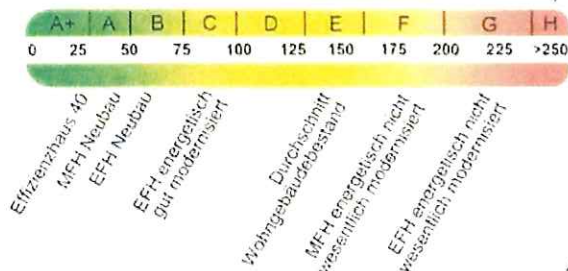 A+ A B C D E F G H
0 25 50 75 100 125 150 175 200 225 >250
Effizienzhaus 40
MFH Neubau
EFH Neubau
EFH energetisch
gut modernisiert
Durchschnitt
Wohngebäudebestand
MFH energetisch nicht
wesentlich modernisiert
EFH energetisch nicht
wesentlich modernisiert